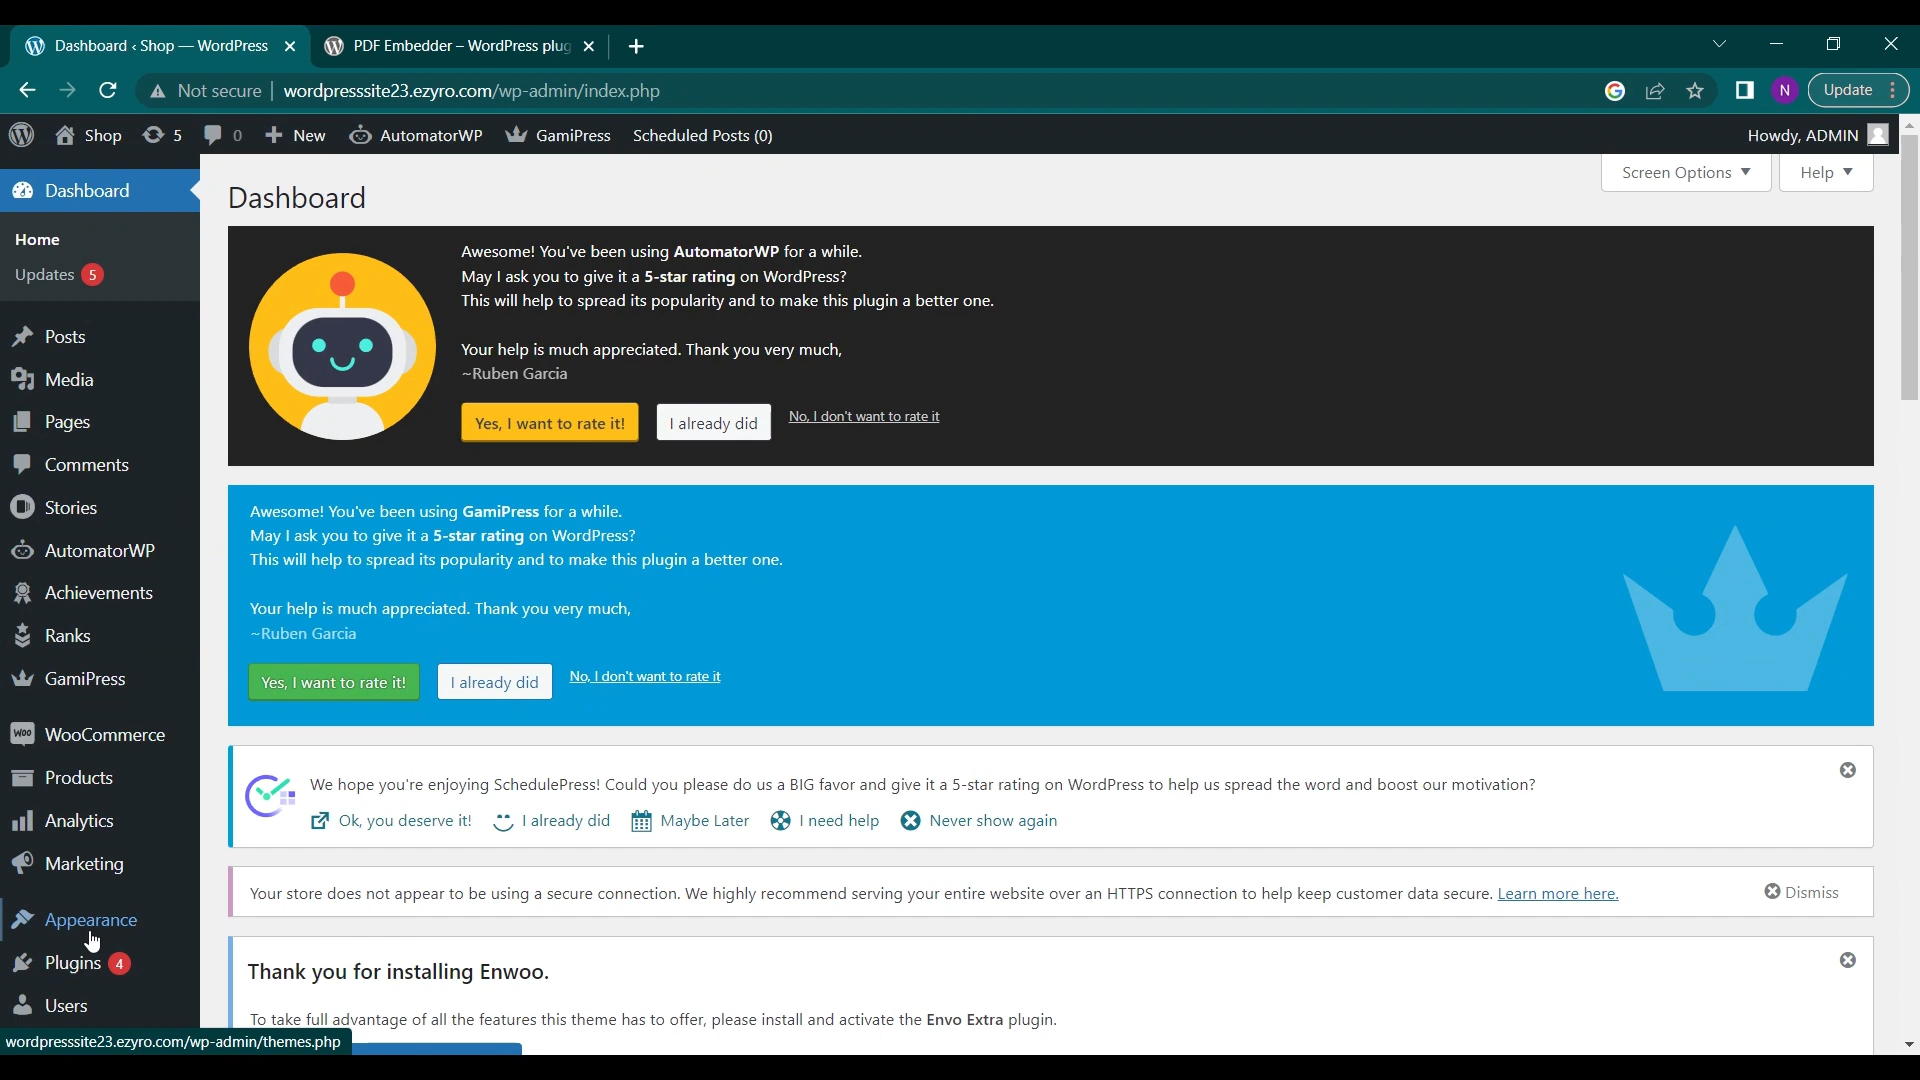 Dashboard ‹ Shop — WordPress
PDF Embedder – WordPress plug
Not secure
wordpresssite23.ezyro.com/wp-admin/index.php
N
Update
Shop
5
0
New
AutomatorWP
GamiPress
Scheduled Posts (0)
Howdy, ADMIN
Dashboard
Home
Updates 5
Posts
Media
Pages
Comments
Stories
AutomatorWP
Achievements
Ranks
GamiPress
WOO WooCommerce
Products
Analytics
Marketing
Appearance
Plugins 4
Users
wordpresssite23.ezyro.com/wp-admin/themes.php
Screen Options
Help
Dashboard
Awesome! You've been using AutomatorWP for a while.
May I ask you to give it a 5-star rating on WordPress?
This will help to spread its popularity and to make this plugin a better one.
Your help is much appreciated. Thank you very much,
~Ruben Garcia
Yes, I want to rate it!
I already did
No, I don't want to rate it
Awesome! You've been using GamiPress for a while.
May I ask you to give it a 5-star rating on WordPress?
This will help to spread its popularity and to make this plugin a better one.
Your help is much appreciated. Thank you very much,
~Ruben Garcia
Yes, I want to rate it!
I already did
No, I don't want to rate it
We hope you're enjoying SchedulePress! Could you please do us a BIG favor and give it a 5-star rating on WordPress to help us spread the word and boost our motivation?
Ok, you deserve it!
I already did
Maybe Later
I need help
Never show again
Your store does not appear to be using a secure connection. We highly recommend serving your entire website over an HTTPS connection to help keep customer data secure. Learn more here.
Dismiss
Thank you for installing Enwoo.
To take full advantage of all the features this theme has to offer, please install and activate the Envo Extra plugin.